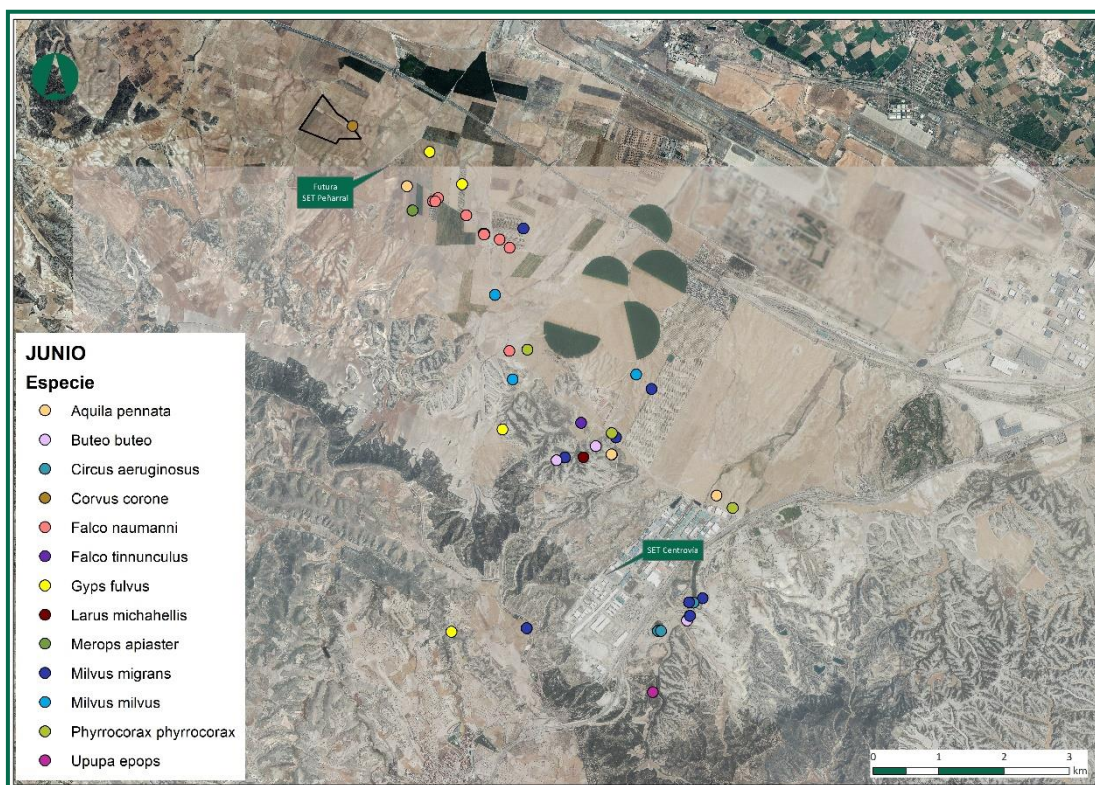 Futura
SET Peñarral
JUNIO
Especie
Aquila pennata
Buteo buteo
Circus aeruginosus
Corvus corone
Falco naumanni
Falco tinnunculus
Gyps fulvus
Larus michahellis
Merops apiaster
Milvus migrans
Milvus milvus
Phyrrocorax phyrrocorax
Upupa epops
SET Centrovía
0 1 2 3
km